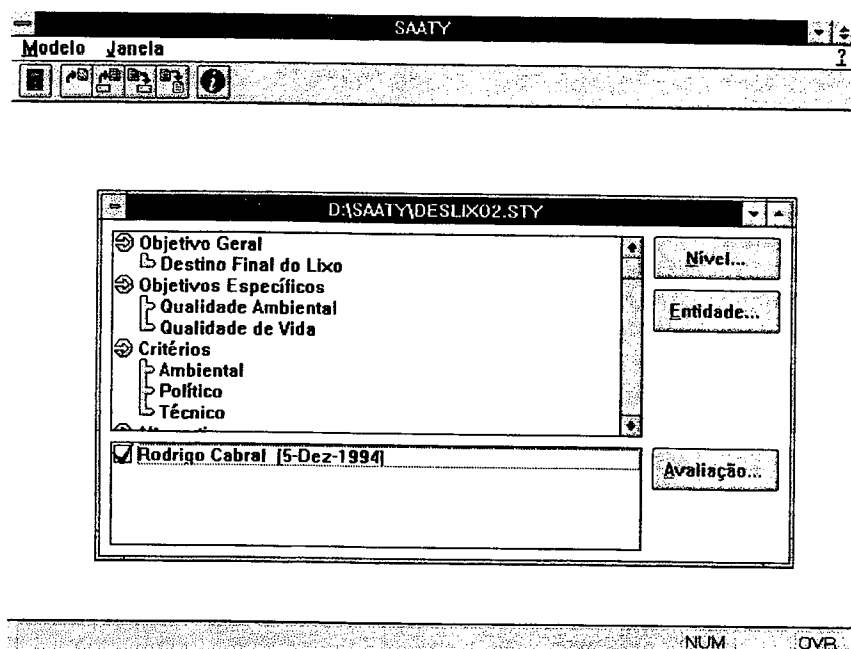 SAATY
Modelo Janela ?
D:\SAATY\DESLIX02.STY
Objetivo Geral
Destino Final do Lixo
Objetivos Específicos
Qualidade Ambiental
Qualidade de Vida
Critérios
Ambiental
Político
Técnico
Nível...
Entidade...
Rodrigo Cabral (5-Dez-1994)
Avaliação...
NUM OVR